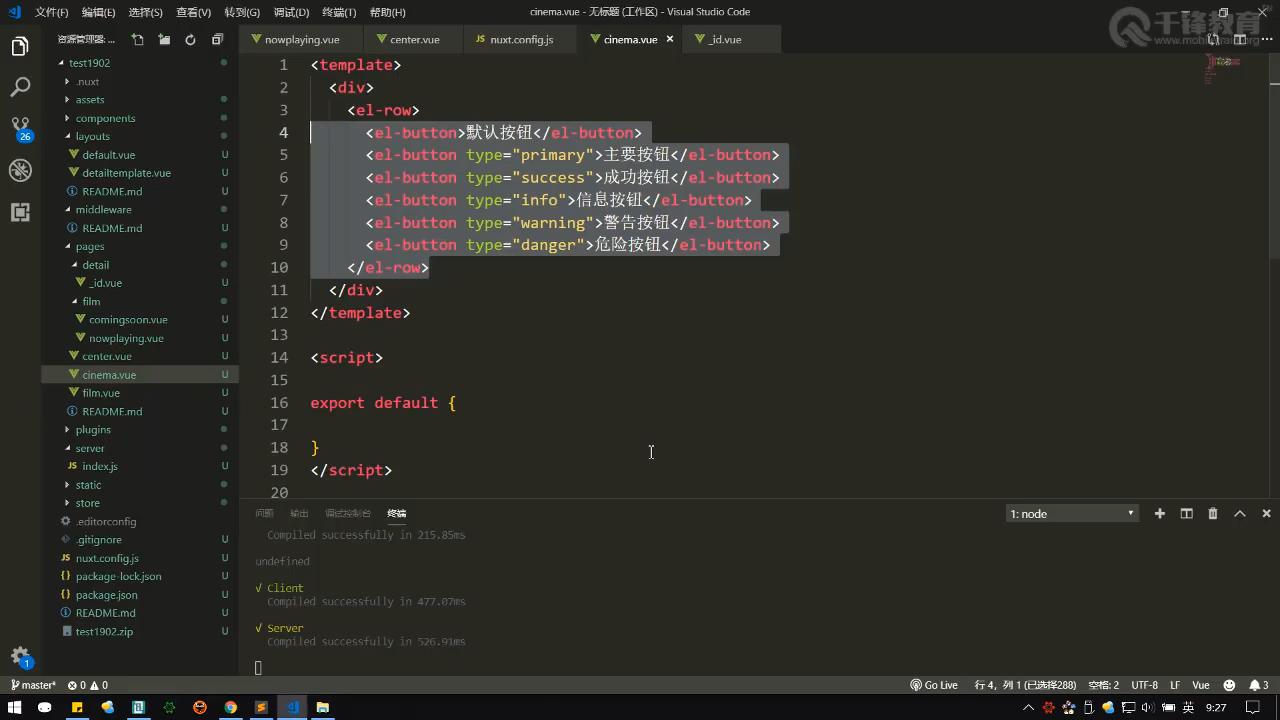 文件(F) 编辑(E) 选择(S) 查看(V) 转到(G) 调试(D) 终端(T) 帮助(H) cinema.vue - 无标题 (工作区) - Visual Studio Code
千锋教育
资源管理器: ... nowplaying.vue center.vue nuxt.config.js cinema.vue _id.vue
test1902
.nuxt
assets
components
layouts
default.vue U
detailtemplate.vue U
README.md U
middleware
README.md U
pages
detail
_id.vue U
film
comingsoon.vue U
nowplaying.vue U
center.vue U
cinema.vue U
film.vue U
README.md U
plugins
server
index.js U
static
store
.editorconfig U
.gitignore U
nuxt.config.js U
package-lock.json U
package.json U
README.md U
test1902.zip U
26
1
1 <template>
2 <div>
3 <el-row>
4 <el-button>默认按钮</el-button>
5 <el-button type="primary">主要按钮</el-button>
6 <el-button type="success">成功按钮</el-button>
7 <el-button type="info">信息按钮</el-button>
8 <el-button type="warning">警告按钮</el-button>
9 <el-button type="danger">危险按钮</el-button>
10 </el-row>
11 </div>
12 </template>
13
14 <script>
15
16 export default {
17
18 }
19 </script>
20
问题 输出 调试控制台 终端 1: node
Compiled successfully in 215.85ms
undefined
√ Client
Compiled successfully in 477.07ms
√ Server
Compiled successfully in 526.91ms
master* 0 0 Go Live 行 4, 列 1 (已选择288) 空格: 2 UTF-8 LF Vue 3
英 9:27